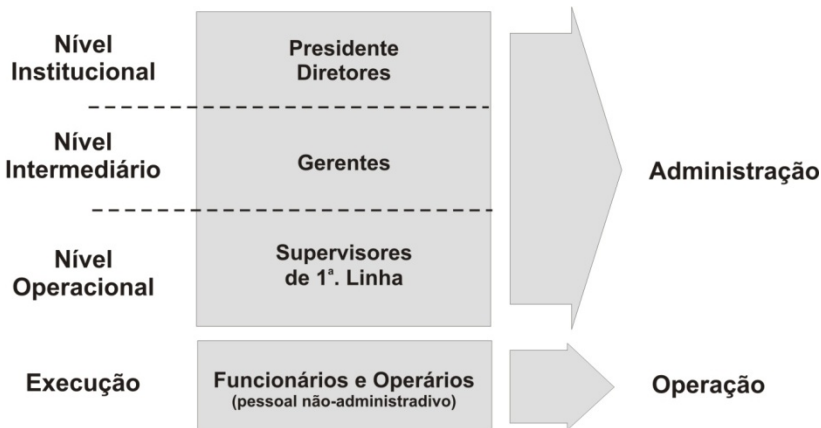 Nível
Institucional
Presidente
Diretores
Nível
Intermediário
Gerentes
Administração
Nível
Operacional
Supervisores
de 1ª. Linha
Execução
Funcionários e Operários
(pessoal não-administradivo)
Operação